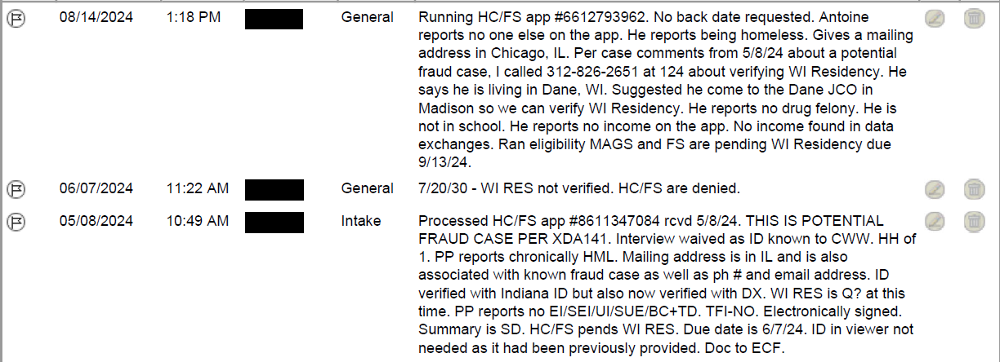 08/14/2024 1:18 PM General Running HC/FS app #6612793962. No back date requested. Antoine
reports no one else on the app. He reports being homeless. Gives a mailing
address in Chicago, IL. Per case comments from 5/8/24 about a potential
fraud case, I called 312-826-2651 at 124 about verifying WI Residency. He
says he is living in Dane, WI. Suggested he come to the Dane JCO in
Madison so we can verify WI Residency. He reports no drug felony. He is
not in school. He reports no income on the app. No income found in data
exchanges. Ran eligibility MAGS and FS are pending WI Residency due
9/13/24.
06/07/2024 11:22 AM General 7/20/30 - WI RES not verified. HC/FS are denied.
05/08/2024 10:49 AM Intake Processed HC/FS app #8611347084 rcvd 5/8/24. THIS IS POTENTIAL
FRAUD CASE PER XDA141. Interview waived as ID known to CWW. HH of
1. PP reports chronically HML. Mailing address is in IL and is also
associated with known fraud case as well as ph # and email address. ID
verified with Indiana ID but also now verified with DX. WI RES is Q? at this
time. PP reports no EI/SEI/UI/SUE/BC+TD. TFI-NO. Electronically signed.
Summary is SD. HC/FS pends WI RES. Due date is 6/7/24. ID in viewer not
needed as it had been previously provided. Doc to ECF.